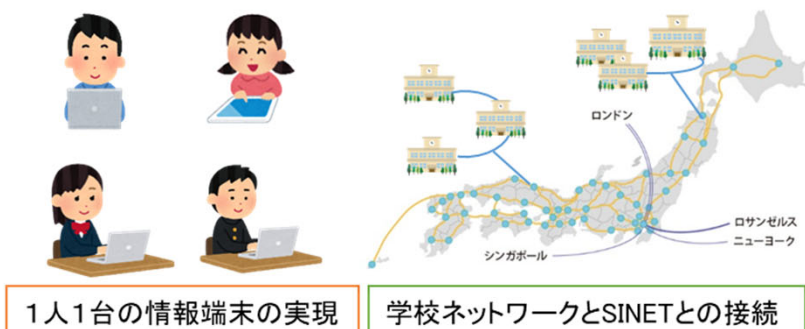 ロンドン
ロサンゼルス
ニューヨーク
シンガポール
1人1台の情報端末の実現
学校ネットワークとSINETとの接続